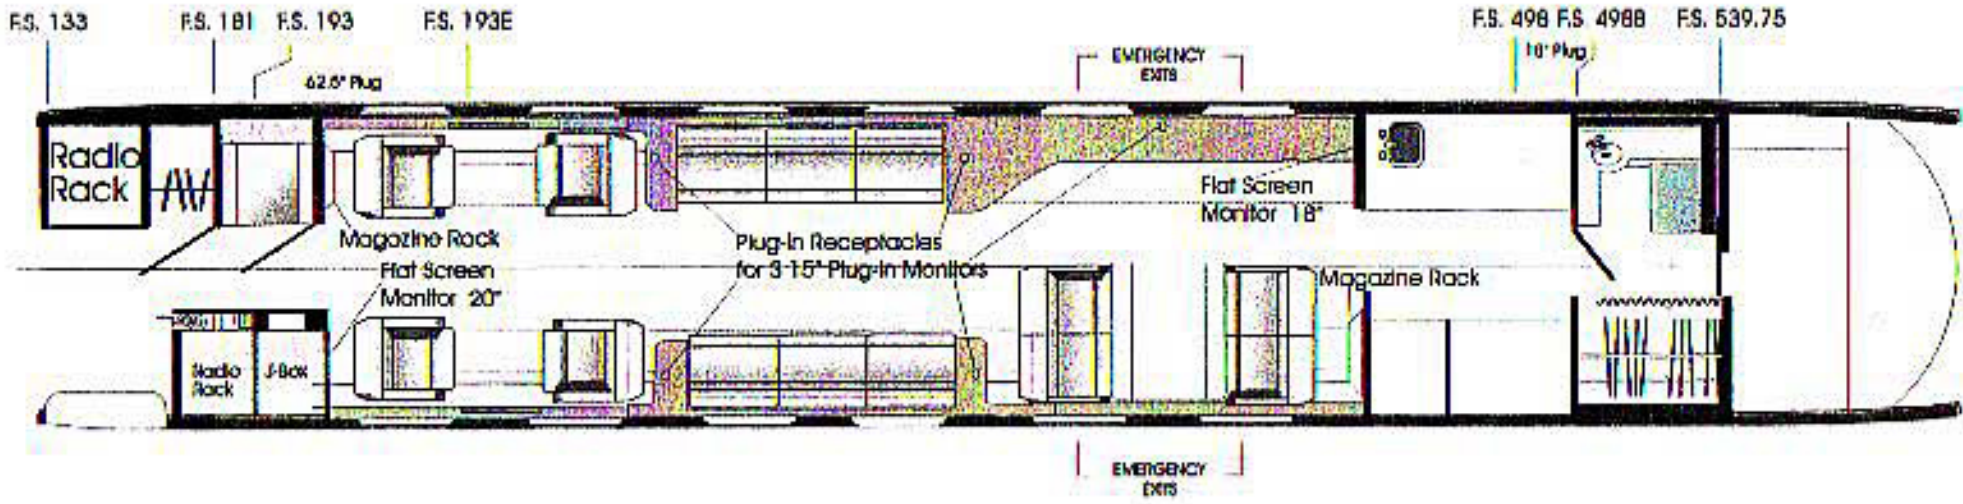 F.S. 133
F.S. 181
F.S. 193
F.S. 193E
F.S. 498
F.S. 498B
F.S. 539.75
62.5" Plug
18" Plug
EMERGENCY
EXITS
Radio
Rack
Magazine Rack
Flat Screen
Monitor 20"
Plug-In Receptacles
for 3 15" Plug-In Monitors
Flat Screen
Monitor 18"
Magazine Rack
Radio
Rack
J-Box
EMERGENCY
EXITS